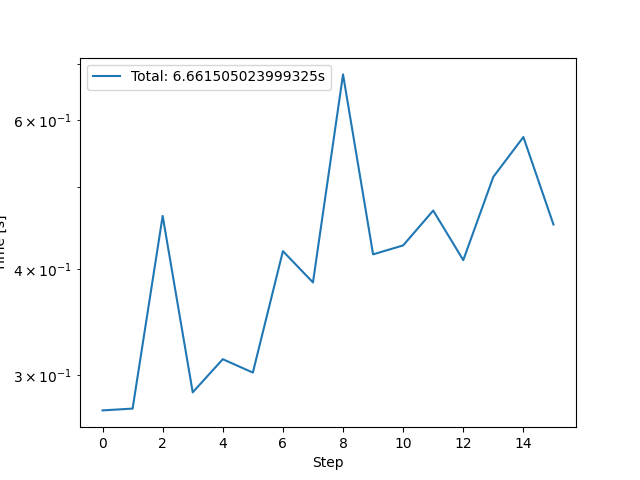 Total: 6.661505023999325s
6 × 10⁻¹
4 × 10⁻¹
3 × 10⁻¹
Time [s]
0 2 4 6 8 10 12 14
Step